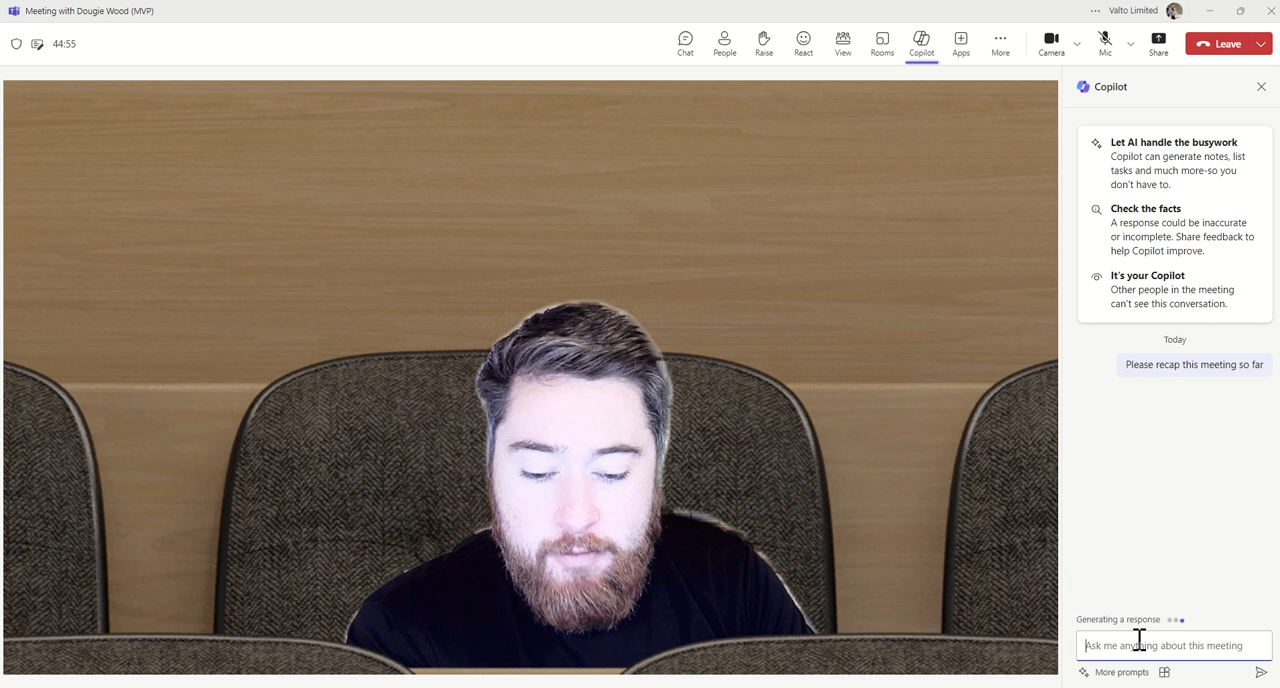 Meeting with Dougie Wood (MVP)
Valto Limited
44:55
Chat People Raise React View Rooms Copilot Apps More Camera Mic Share Leave
Copilot
Let AI handle the busywork
Copilot can generate notes, list
tasks and much more-so you
don't have to.
Check the facts
A response could be inaccurate
or incomplete. Share feedback to
help Copilot improve.
It's your Copilot
Other people in the meeting
can't see this conversation.
Today
Please recap this meeting so far
Generating a response
Ask me anything about this meeting
More prompts